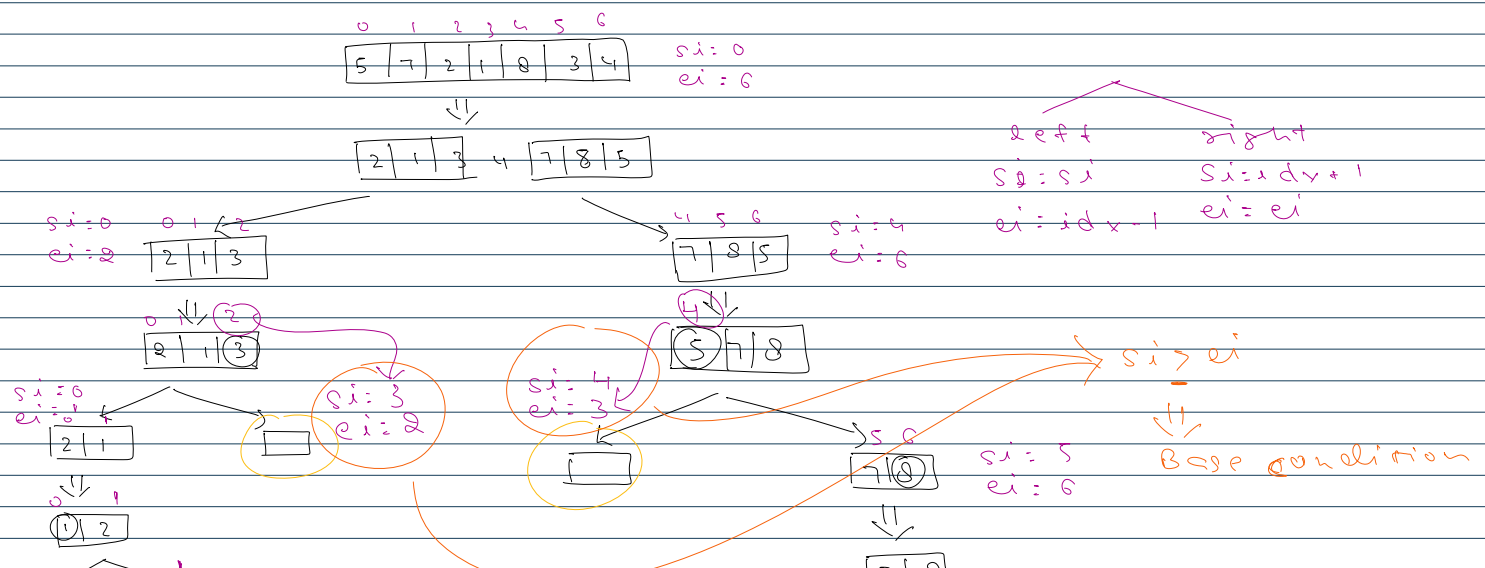 0 1 2 3 4 5 6
5 7 2 1 8 3 4
si = 0
ei = 6
2 1 3 4 7 8 5
left
si = si
ei = idx - 1
right
si = idx + 1
ei = ei
si = 0
ei = 2
0 1 2
2 1 3
4 5 6
7 8 5
si = 4
ei = 6
0 1 2
2 1 3
4
5 7 8
si > ei
Base condition
si = 0
2 1
si = 3
ei = 2
si = 4
ei = 3
5 6
7 8
si = 5
ei = 6
0 1
1 2